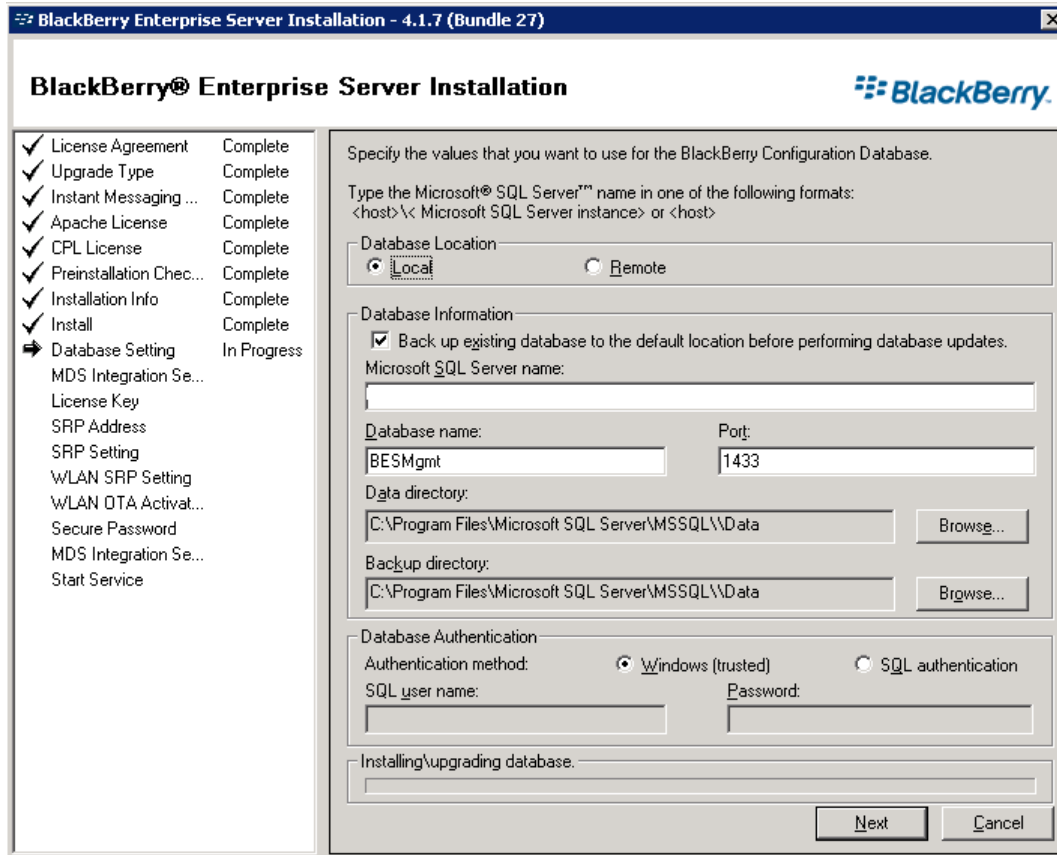 BlackBerry Enterprise Server Installation - 4.1.7 (Bundle 27)
BlackBerry® Enterprise Server Installation
BlackBerry.
License Agreement Complete
Upgrade Type Complete
Instant Messaging ... Complete
Apache License Complete
CPL License Complete
Preinstallation Chec... Complete
Installation Info Complete
Install Complete
Database Setting In Progress
MDS Integration Se...
License Key
SRP Address
SRP Setting
WLAN SRP Setting
WLAN OTA Activat...
Secure Password
MDS Integration Se...
Start Service
Specify the values that you want to use for the BlackBerry Configuration Database.
Type the Microsoft® SQL Server™ name in one of the following formats:
<host>\< Microsoft SQL Server instance> or <host>
Database Location
Local Remote
Database Information
Back up existing database to the default location before performing database updates.
Microsoft SQL Server name:
Database name: Port:
BESMgmt 1433
Data directory:
C:\Program Files\Microsoft SQL Server\MSSQL\\Data Browse...
Backup directory:
C:\Program Files\Microsoft SQL Server\MSSQL\\Data Browse...
Database Authentication
Authentication method: Windows (trusted) SQL authentication
SQL user name: Password:
Installing\upgrading database.
Next Cancel